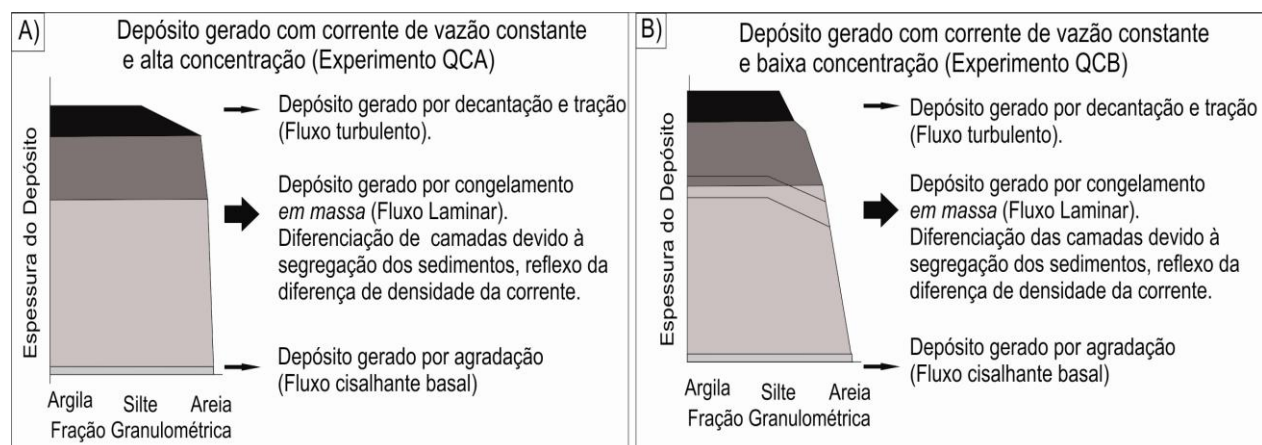 A)
Depósito gerado com corrente de vazão constante
e alta concentração (Experimento QCA)
Espessura do Depósito
Depósito gerado por decantação e tração
(Fluxo turbulento).
Depósito gerado por congelamento
em massa (Fluxo Laminar).
Diferenciação de camadas devido à
segregação dos sedimentos, reflexo da
diferença de densidade da corrente.
Depósito gerado por agradação
(Fluxo cisalhante basal)
Argila Silte Areia
Fração Granulométrica
B)
Depósito gerado com corrente de vazão constante
e baixa concentração (Experimento QCB)
Espessura do Depósito
Depósito gerado por decantação e tração
(Fluxo turbulento).
Depósito gerado por congelamento
em massa (Fluxo Laminar).
Diferenciação das camadas devido à
segregação dos sedimentos, reflexo da
diferença de densidade da corrente.
Depósito gerado por agradação
(Fluxo cisalhante basal)
Argila Silte Areia
Fração Granulométrica